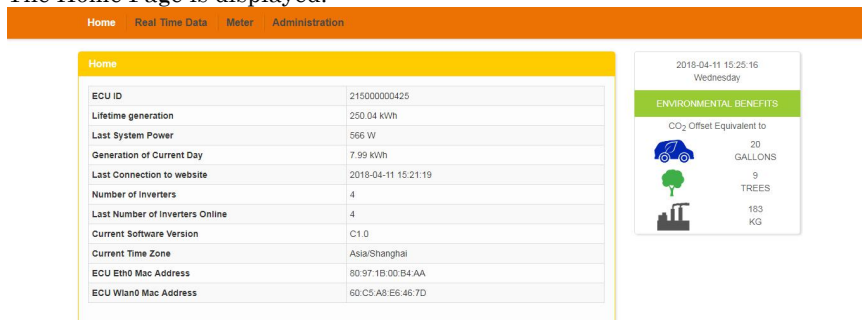 The Home Page is displayed.
Home Real Time Data Meter Administration
Home
ECU ID 215000000425
Lifetime generation 250.04 kWh
Last System Power 566 W
Generation of Current Day 7.99 kWh
Last Connection to website 2018-04-11 15:21:19
Number of Inverters 4
Last Number of Inverters Online 4
Current Software Version C1.0
Current Time Zone Asia/Shanghai
ECU Eth0 Mac Address 80:97:1B:00:B4:AA
ECU Wlan0 Mac Address 60:C5:A8:E6:46:7D
2018-04-11 15:25:16
Wednesday
ENVIRONMENTAL BENEFITS
CO2 Offset Equivalent to
20
GALLONS
9
TREES
183
KG